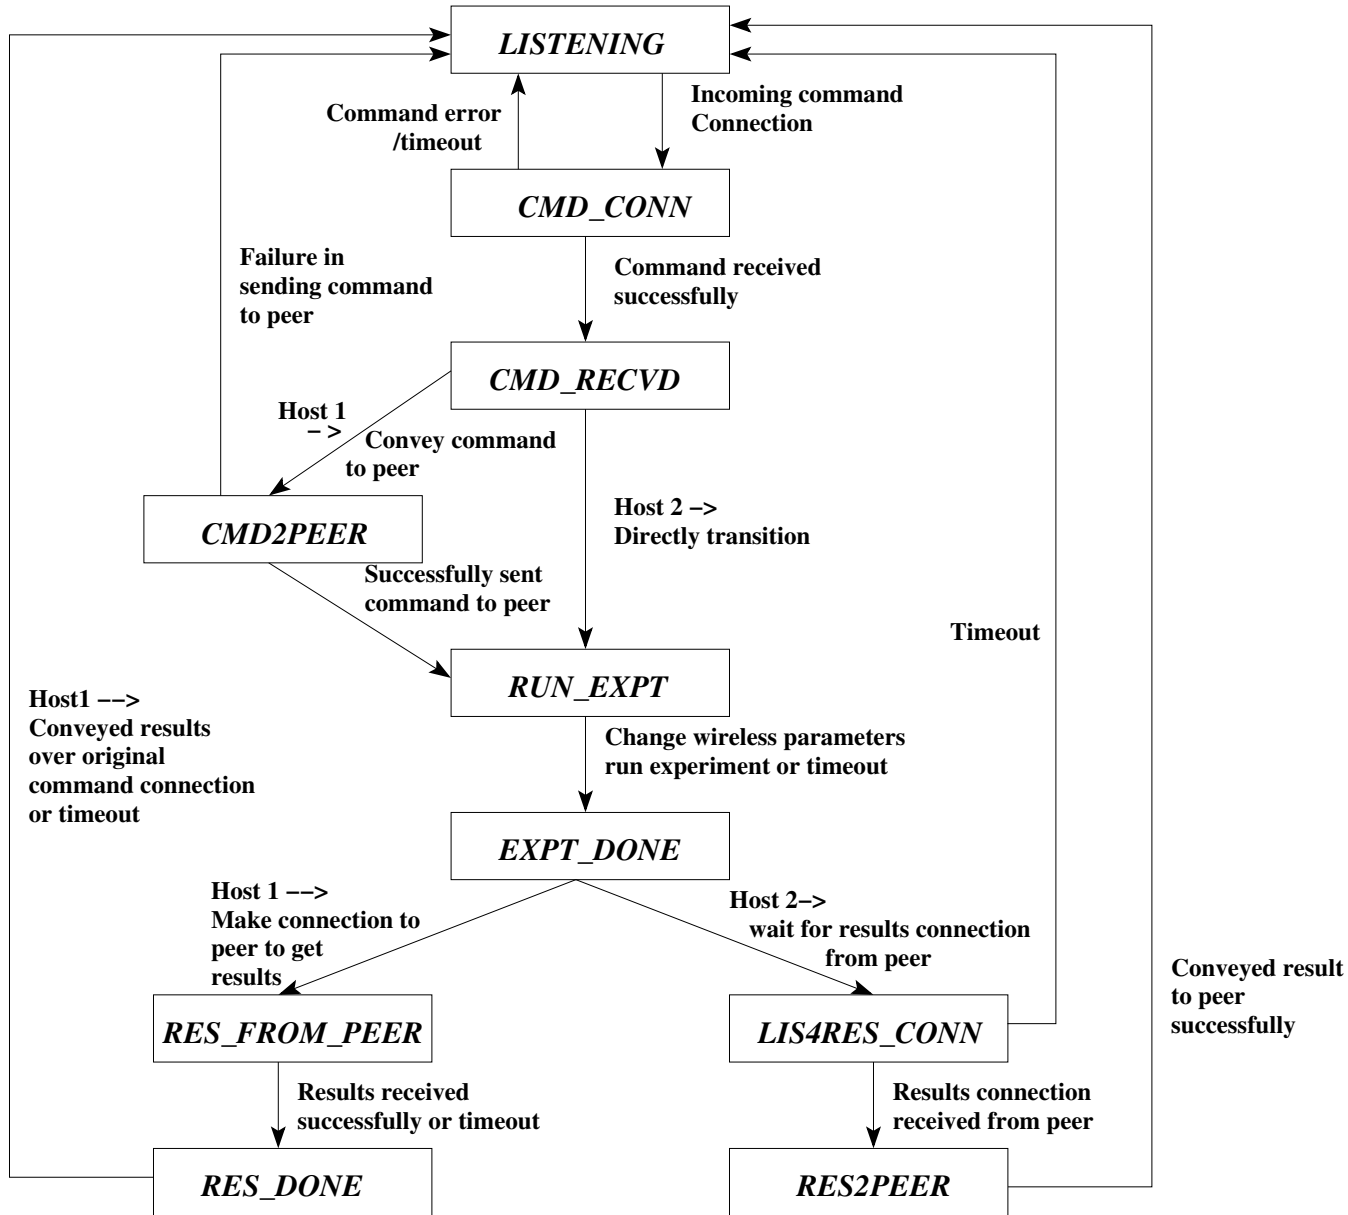 LISTENING
Command error
/timeout
Incoming command
Connection
CMD_CONN
Failure in
sending command
to peer
Command received
successfully
CMD_RECVD
Host 1
− >
Convey command
to peer
CMD2PEER
Host 2 −>
Directly transition
Successfully sent
command to peer
Timeout
RUN_EXPT
Host1 −−>
Conveyed results
over original
command connection
or timeout
Change wireless parameters
run experiment or timeout
EXPT_DONE
Host 1 −−>
Make connection to
peer to get
results
Host 2−>
wait for results connection
from peer
Conveyed result
to peer
successfully
RES_FROM_PEER
LIS4RES_CONN
Results received
successfully or timeout
Results connection
received from peer
RES_DONE
RES2PEER